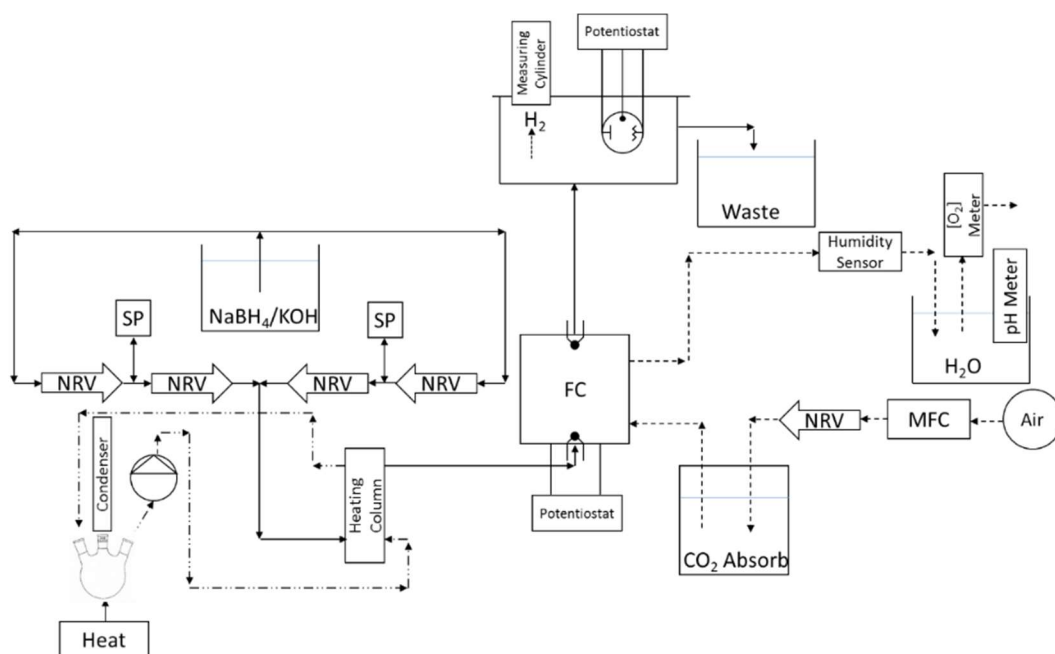 Potentiostat
Measuring
Cylinder
H₂
Waste
[O₂]
Meter
Humidity
Sensor
pH Meter
H₂O
NaBH₄/KOH
SP
SP
NRV
NRV
NRV
NRV
FC
NRV
MFC
Air
Condenser
Heating
Column
Potentiostat
CO₂ Absorb
Heat